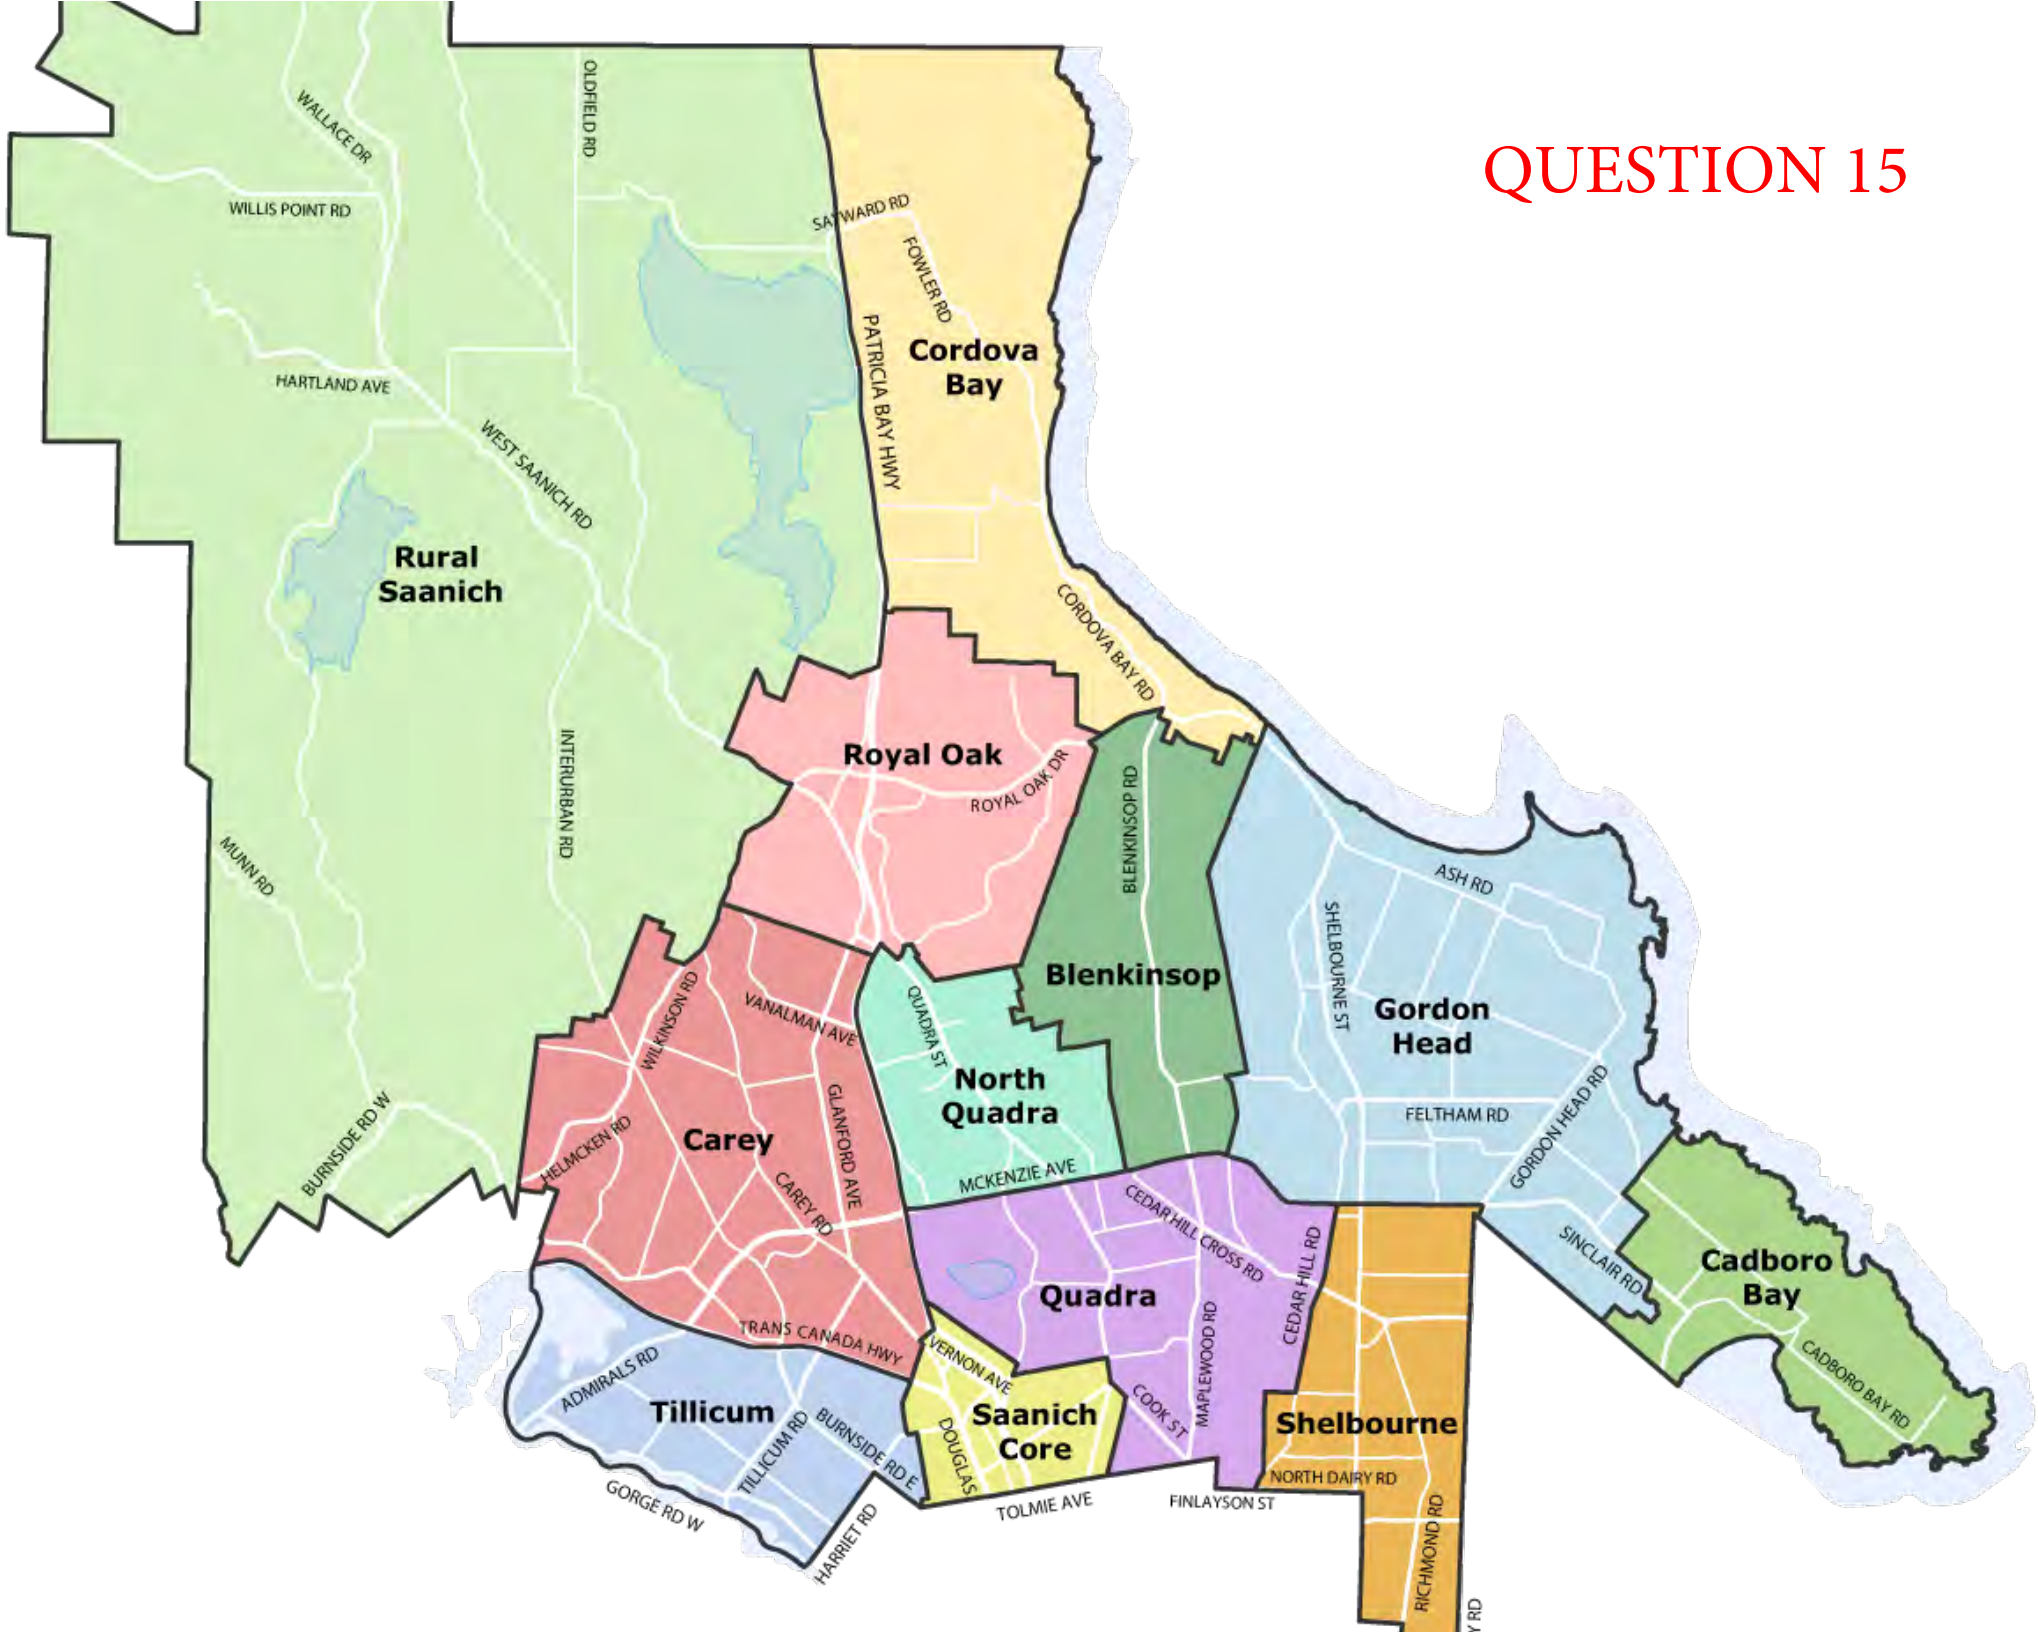 OLDFIELD RD
WALLACE DR
QUESTION 15
WILLIS POINT RD
SAYWARD RD
FOWLER RD
PATRICIA BAY HWY
Cordova
Bay
HARTLAND AVE
WEST SAANICH RD
Rural
Saanich
CORDOVA BAY RD
Royal Oak
ROYAL OAK DR
INTERURBAN RD
BLENKINSOP RD
MUNN RD
ASH RD
SHELBOURNE ST
Blenkinsop
WILKINSON RD
VANALMAN AVE
QUADRA ST
Gordon
Head
North
Quadra
GLANFORD AVE
BURNSIDE RD W
HELMCKEN RD
Carey
FELTHAM RD
GORDON HEAD RD
CAREY RD
MCKENZIE AVE
CEDAR HILL CROSS RD
CEDAR HILL RD
SINCLAIR RD
Cadboro
Bay
Quadra
TRANS CANADA HWY
VERNON AVE
MAPLEWOOD RD
ADMIRALS RD
CADBORO BAY RD
Tillicum
TILLICUM RD
BURNSIDE RD E
DOUGLAS
Saanich
Core
COOK ST
Shelbourne
NORTH DAIRY RD
GORGE RD W
HARRIET RD
TOLMIE AVE
FINLAYSON ST
RICHMOND RD
Y RD